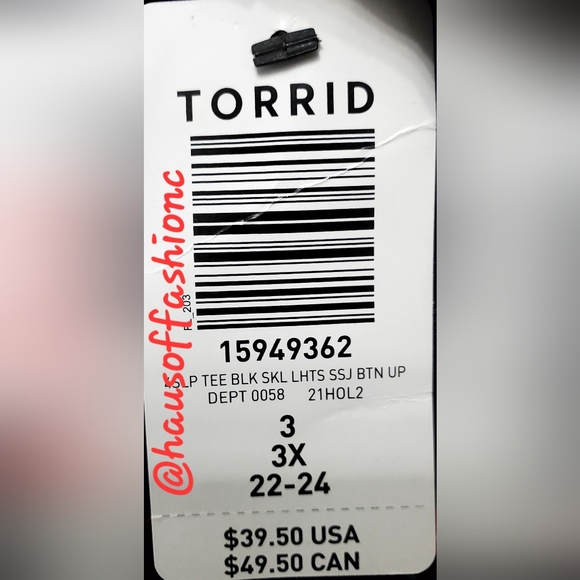 TORRID
15949362
TEE BLK SKL LHTS SSJ BTN UP
DEPT 0058 21HOL2
3
3X
22-24
$39.50 USA
$49.50 CAN
@hausoffashionc